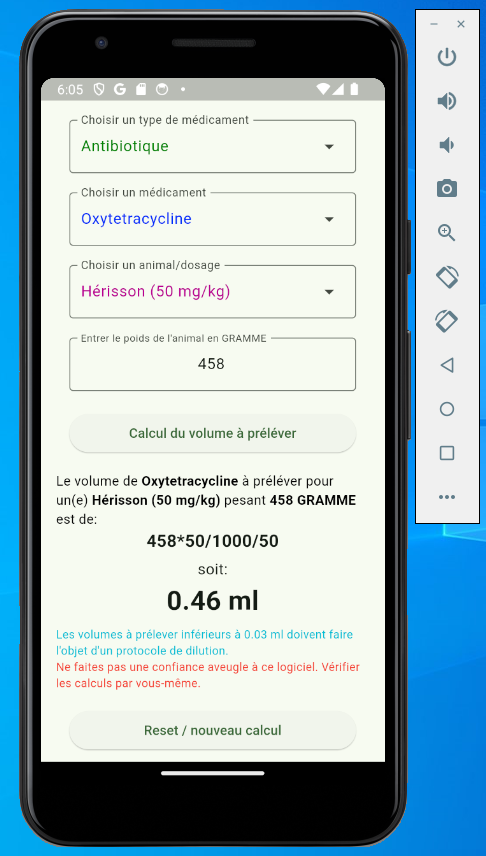 6:05
Choisir un type de médicament
Antibiotique
Choisir un médicament
Oxytetracycline
Choisir un animal/dosage
Hérisson (50 mg/kg)
Entrer le poids de l'animal en GRAMME
458
Calcul du volume à préléver
Le volume de Oxytetracycline à préléver pour
un(e) Hérisson (50 mg/kg) pesant 458 GRAMME
est de:
458*50/1000/50
soit:
0.46 ml
Les volumes à prélever inférieurs à 0.03 ml doivent faire
l'objet d'un protocole de dilution.
Ne faites pas une confiance aveugle à ce logiciel. Vérifier
les calculs par vous-même.
Reset / nouveau calcul